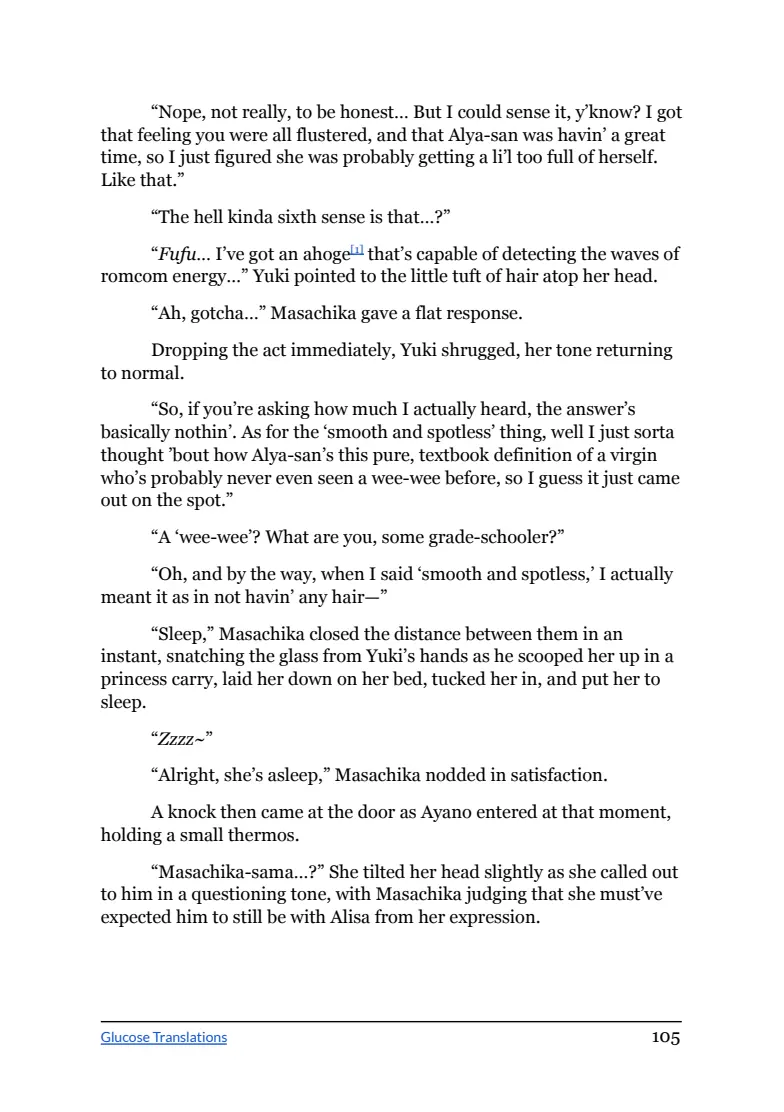 “Nope, not really, to be honest… But I could sense it, y’know? I got
that feeling you were all flustered, and that Alya-san was havin’ a great
time, so I just figured she was probably getting a li’l too full of herself.
Like that.”
“The hell kinda sixth sense is that…?”
“Fufu… I’ve got an ahoge[1] that’s capable of detecting the waves of
romcom energy…” Yuki pointed to the little tuft of hair atop her head.
“Ah, gotcha…” Masachika gave a flat response.
Dropping the act immediately, Yuki shrugged, her tone returning
to normal.
“So, if you’re asking how much I actually heard, the answer’s
basically nothin’. As for the ‘smooth and spotless’ thing, well I just sorta
thought ’bout how Alya-san’s this pure, textbook definition of a virgin
who’s probably never even seen a wee-wee before, so I guess it just came
out on the spot.”
“A ‘wee-wee’? What are you, some grade-schooler?”
“Oh, and by the way, when I said ‘smooth and spotless,’ I actually
meant it as in not havin’ any hair—”
“Sleep,” Masachika closed the distance between them in an
instant, snatching the glass from Yuki’s hands as he scooped her up in a
princess carry, laid her down on her bed, tucked her in, and put her to
sleep.
“Zzzz~”
“Alright, she’s asleep,” Masachika nodded in satisfaction.
A knock then came at the door as Ayano entered at that moment,
holding a small thermos.
“Masachika-sama…?” She tilted her head slightly as she called out
to him in a questioning tone, with Masachika judging that she must’ve
expected him to still be with Alisa from her expression.
Glucose Translations
105